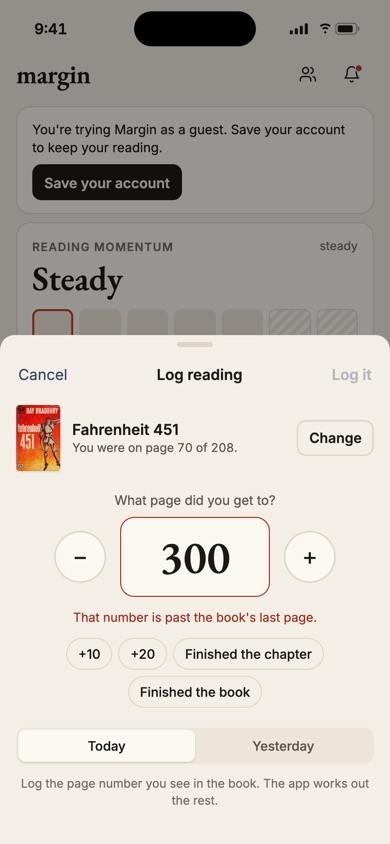 9:41
margin
You're trying Margin as a guest. Save your account
to keep your reading.
Save your account
READING MOMENTUM
steady
Steady
Cancel
Log reading
Log it
RAY BRADBURY
fahrenheit
451
Fahrenheit 451
You were on page 70 of 208.
Change
What page did you get to?
−
300
+
That number is past the book's last page.
+10
+20
Finished the chapter
Finished the book
Today
Yesterday
Log the page number you see in the book. The app works out
the rest.